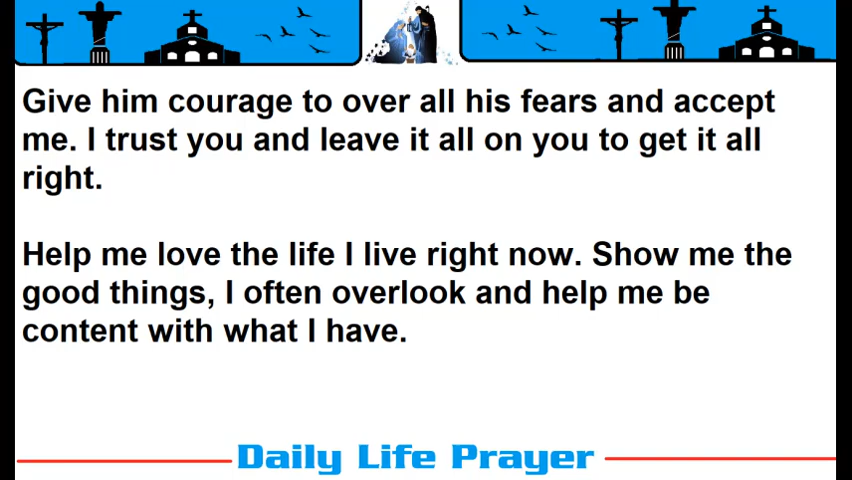 Give him courage to over all his fears and accept
me. I trust you and leave it all on you to get it all
right.
Help me love the life I live right now. Show me the
good things, I often overlook and help me be
content with what I have.
Daily Life Prayer